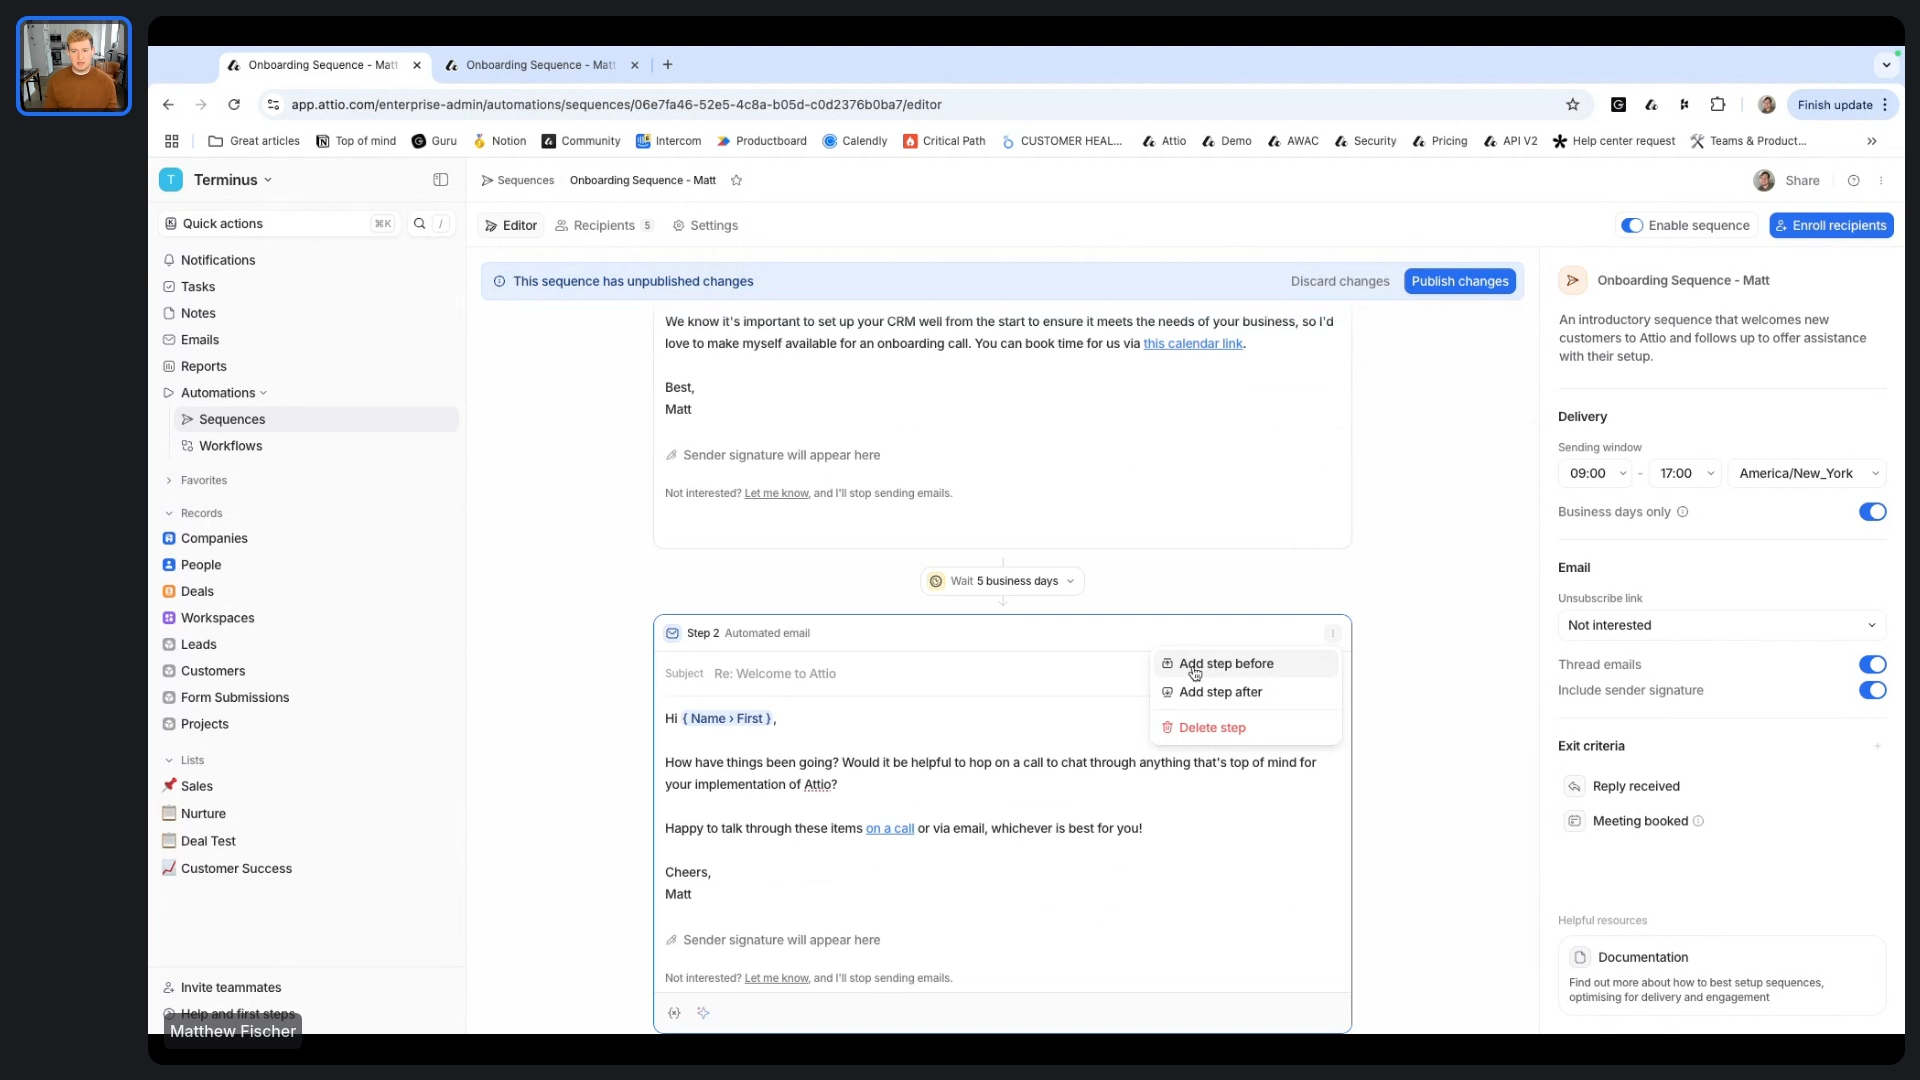 Onboarding Sequence - Matt
Onboarding Sequence - Matt
app.attio.com/enterprise-admin/automations/sequences/06e7fa46-52e5-4c8a-b05d-c0d2376b0ba7/editor
Finish update
Great articles
Top of mind
Guru
Notion
Community
Intercom
Productboard
Calendly
Critical Path
CUSTOMER HEAL...
Attio
Demo
AWAC
Security
Pricing
API V2
Help center request
Teams & Product...
T
Terminus
Sequences
Onboarding Sequence - Matt
Share
Quick actions
⌘K
/
Editor
Recipients 5
Settings
Enable sequence
Enroll recipients
Notifications
Tasks
Notes
Emails
Reports
Automations
Sequences
Workflows
Favorites
Records
Companies
People
Deals
Workspaces
Leads
Customers
Form Submissions
Projects
Lists
Sales
Nurture
Deal Test
Customer Success
Invite teammates
Help and first steps
Matthew Fischer
This sequence has unpublished changes
Discard changes
Publish changes
We know it's important to set up your CRM well from the start to ensure it meets the needs of your business, so I'd
love to make myself available for an onboarding call. You can book time for us via this calendar link.
Best,
Matt
Sender signature will appear here
Not interested? Let me know, and I'll stop sending emails.
Wait 5 business days
Step 2 Automated email
Subject Re: Welcome to Attio
Add step before
Add step after
Delete step
Hi { Name › First },
How have things been going? Would it be helpful to hop on a call to chat through anything that's top of mind for
your implementation of Attio?
Happy to talk through these items on a call or via email, whichever is best for you!
Cheers,
Matt
Sender signature will appear here
Not interested? Let me know, and I'll stop sending emails.
Onboarding Sequence - Matt
An introductory sequence that welcomes new
customers to Attio and follows up to offer assistance
with their setup.
Delivery
Sending window
09:00 - 17:00 America/New_York
Business days only
Email
Unsubscribe link
Not interested
Thread emails
Include sender signature
Exit criteria
Reply received
Meeting booked
Helpful resources
Documentation
Find out more about how to best setup sequences,
optimising for delivery and engagement